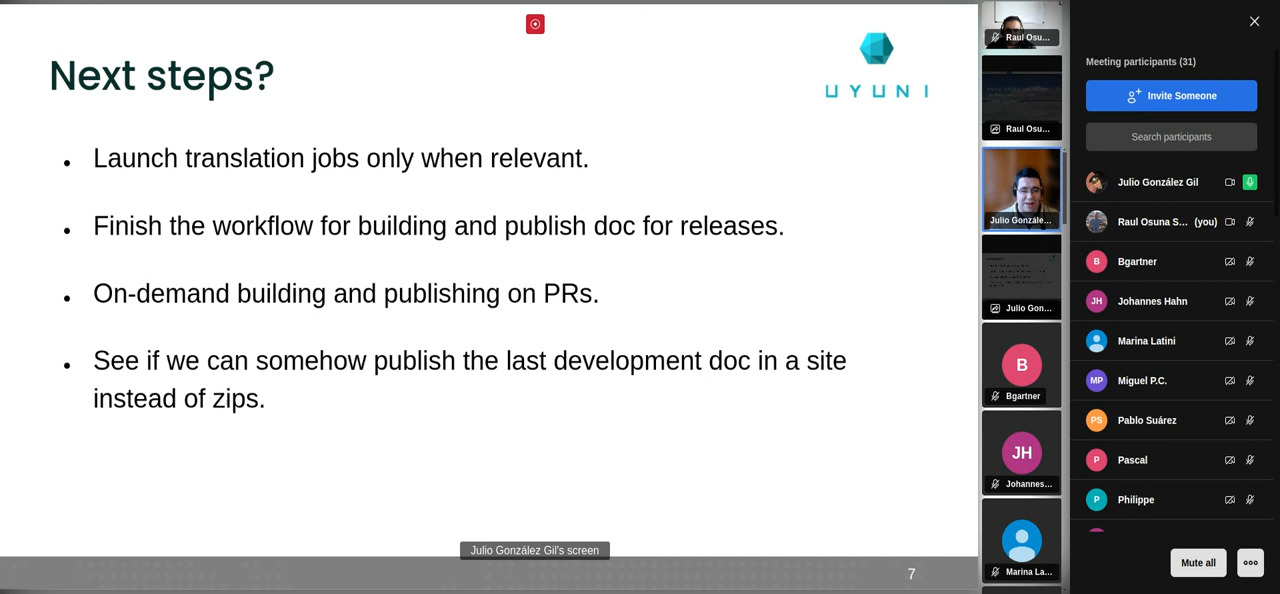 Next steps?
UYUNI
• Launch translation jobs only when relevant.
• Finish the workflow for building and publish doc for releases.
• On-demand building and publishing on PRs.
• See if we can somehow publish the last development doc in a site
instead of zips.
Julio González Gil's screen
7
Raul Osu...
Raul Osu...
Julio Gonzále...
Julio Gon...
B
Bgartner
JH
Johannes...
Marina La...
Meeting participants (31)
Invite Someone
Search participants
Julio González Gil
Raul Osuna S... (you)
B Bgartner
JH Johannes Hahn
Marina Latini
MP Miguel P.C.
PS Pablo Suárez
P Pascal
P Philippe
Mute all